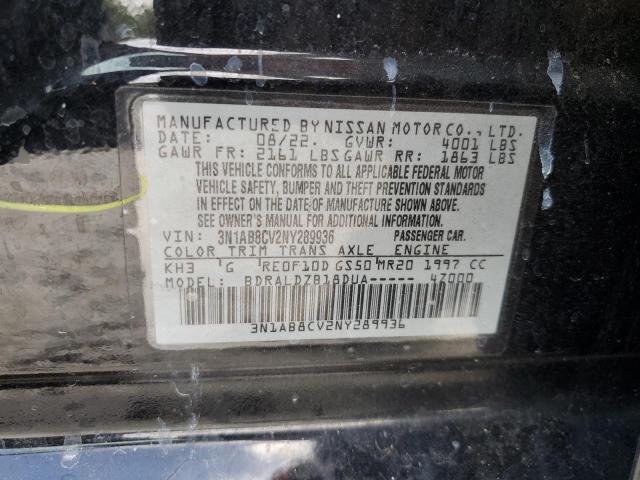 MANUFACTURED BY NISSAN MOTOR CO., LTD.
DATE: 08/22. GVWR: 4001 LBS
GAWR FR: 2161 LBS GAWR RR: 1863 LBS
THIS VEHICLE CONFORMS TO ALL APPLICABLE FEDERAL MOTOR
VEHICLE SAFETY, BUMPER AND THEFT PREVENTION STANDARDS
IN EFFECT ON THE DATE OF MANUFACTURE SHOWN ABOVE.
SEE OWNER'S MANUAL FOR ADDITIONAL INFORMATION.
VIN: 3N1AB8CV2NY289936 PASSENGER CAR.
COLOR TRIM TRANS AXLE ENGINE
KH3 G RE0F10D GS50 MR20 1997 CC
MODEL: BDRALDZB18DUA----- 4Z000
3N1AB8CV2NY289936